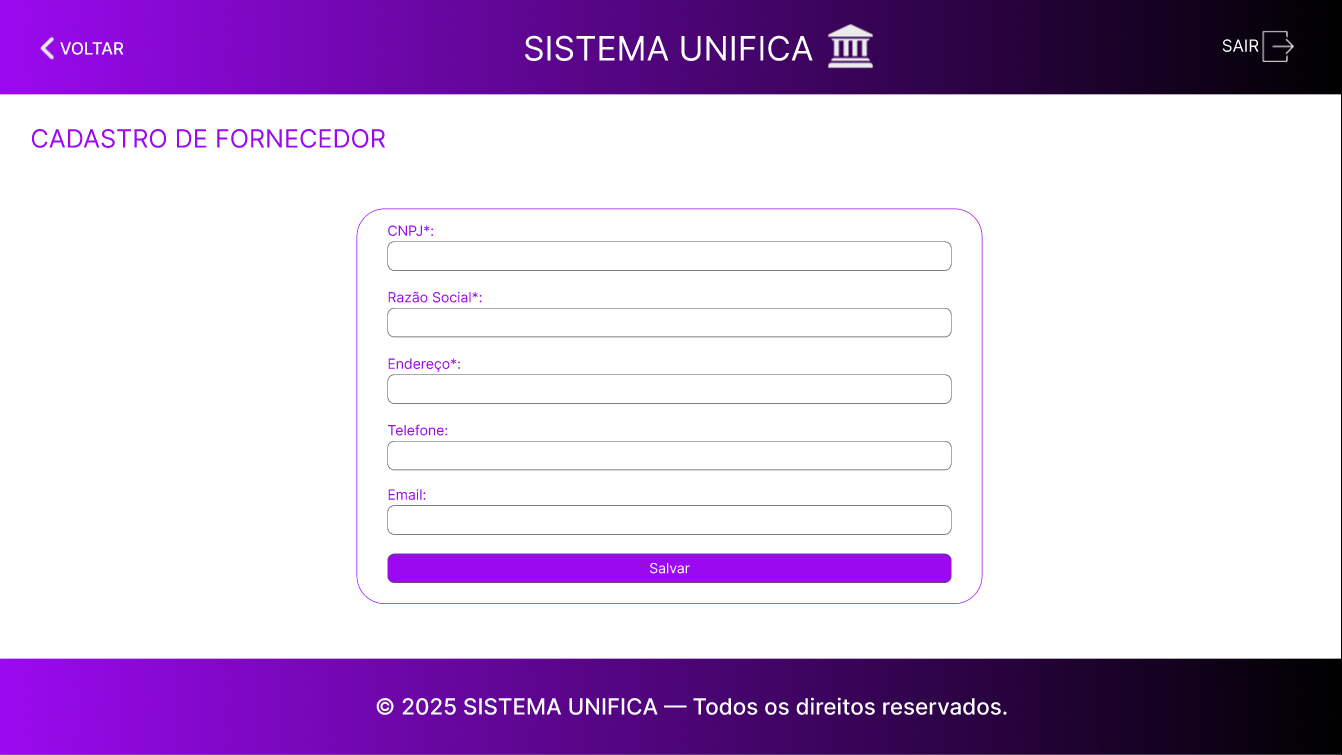 VOLTAR
SISTEMA UNIFICA
SAIR
CADASTRO DE FORNECEDOR
CNPJ*:
Razão Social*:
Endereço*:
Telefone:
Email:
Salvar
© 2025 SISTEMA UNIFICA — Todos os direitos reservados.